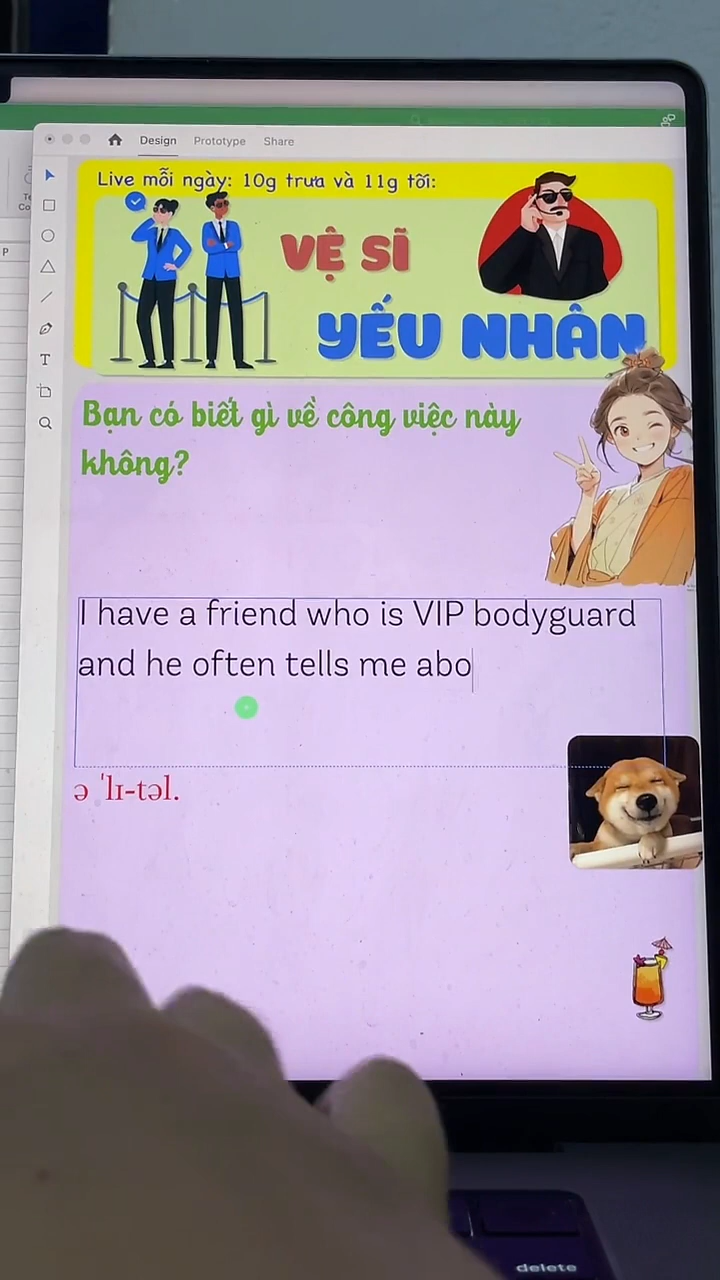 Design Prototype Share
Live mỗi ngày: 10g trưa và 11g tối:
VỆ SĨ
YẾU NHÂN
Bạn có biết gì về công việc này
không?
I have a friend who is VIP bodyguard
and he often tells me abo
ə ˈlɪ-təl.
T
P
delete